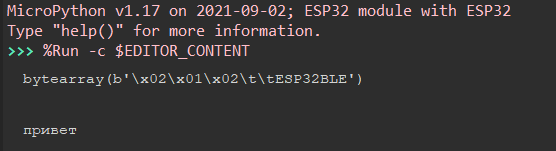 MicroPython v1.17 on 2021-09-02; ESP32 module with ESP32
Type "help()" for more information.
>>> %Run -c $EDITOR_CONTENT
bytearray(b'\x02\x01\x02\t\tESP32BLE')
привет